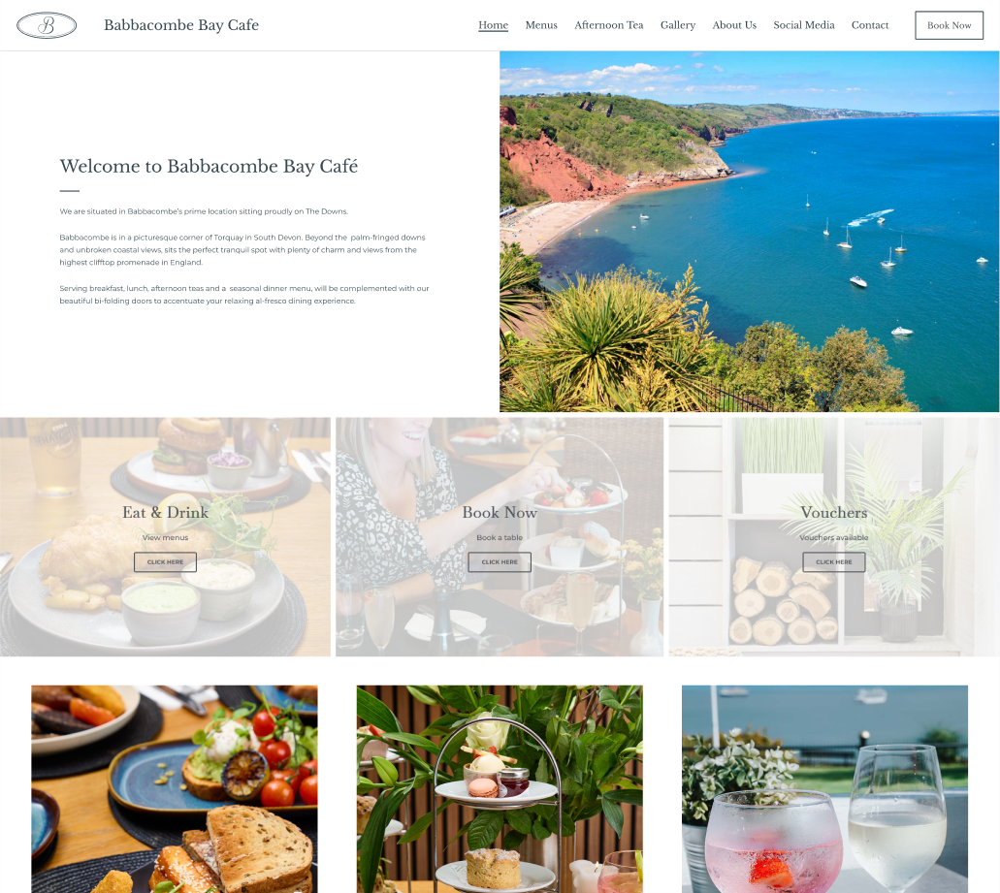 B
Babbacombe Bay Cafe
Home Menus Afternoon Tea Gallery About Us Social Media Contact Book Now
Welcome to Babbacombe Bay Café
We are situated in Babbacombe's prime location sitting proudly on The Downs.
Babbacombe is in a picturesque corner of Torquay in South Devon. Beyond the palm-fringed downs
and unbroken coastal views, sits the perfect tranquil spot with plenty of charm and views from the
highest clifftop promenade in England.
Serving breakfast, lunch, afternoon teas and a seasonal dinner menu, will be complemented with our
beautiful bi-folding doors to accentuate your relaxing al-fresco dining experience.
Eat & Drink
View menus
CLICK HERE
Book Now
Book a table
CLICK HERE
Vouchers
Vouchers available
CLICK HERE